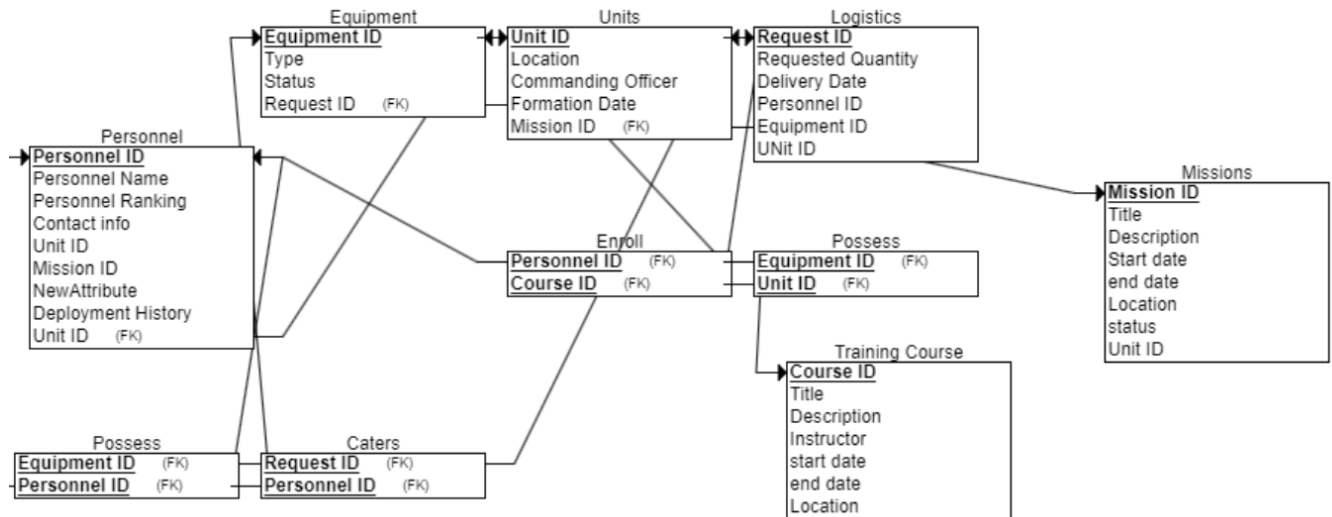 Equipment
Equipment ID
Type
Status
Request ID (FK)
Units
Unit ID
Location
Commanding Officer
Formation Date
Mission ID (FK)
Logistics
Request ID
Requested Quantity
Delivery Date
Personnel ID
Equipment ID
UNit ID
Personnel
Personnel ID
Personnel Name
Personnel Ranking
Contact info
Unit ID
Mission ID
NewAttribute
Deployment History
Unit ID (FK)
Missions
Mission ID
Title
Description
Start date
end date
Location
status
Unit ID
Enroll
Personnel ID (FK)
Course ID (FK)
Possess
Equipment ID (FK)
Unit ID (FK)
Training Course
Course ID
Title
Description
Instructor
start date
end date
Location
Possess
Equipment ID (FK)
Personnel ID (FK)
Caters
Request ID (FK)
Personnel ID (FK)